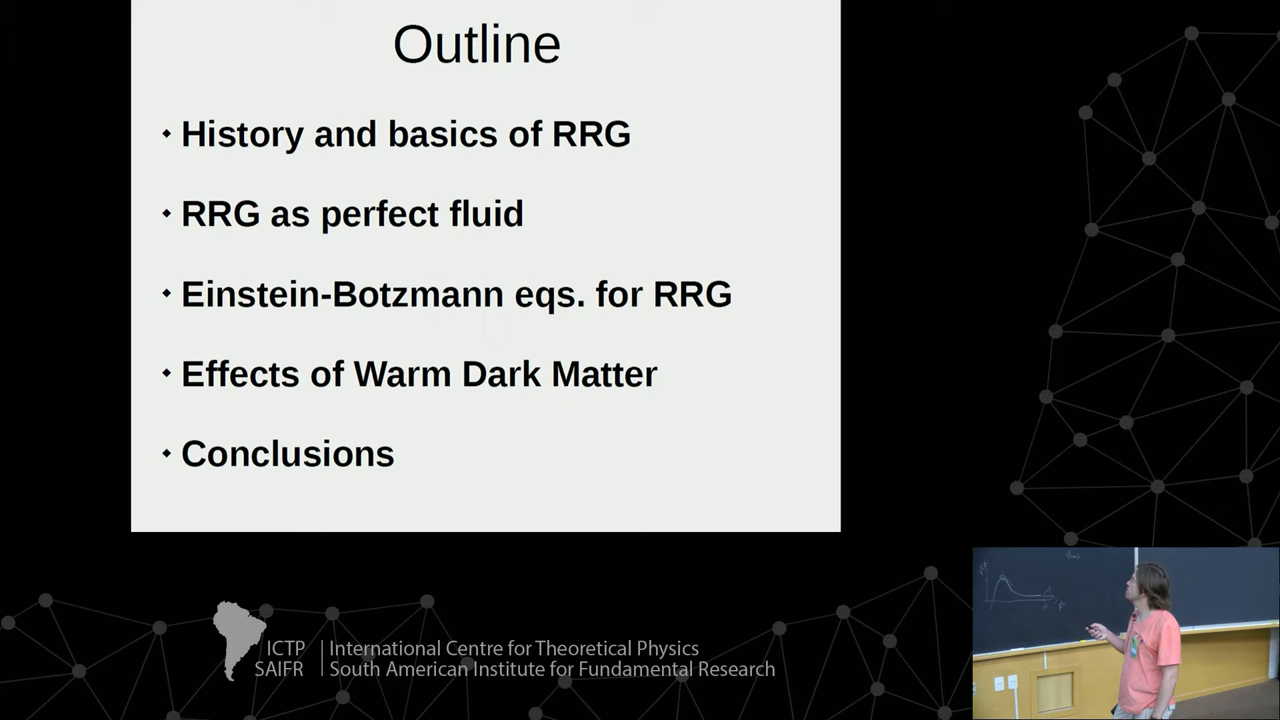 Outline
History and basics of RRG
RRG as perfect fluid
Einstein-Botzmann eqs. for RRG
Effects of Warm Dark Matter
Conclusions
ICTP
SAIFR
International Centre for Theoretical Physics
South American Institute for Fundamental Research